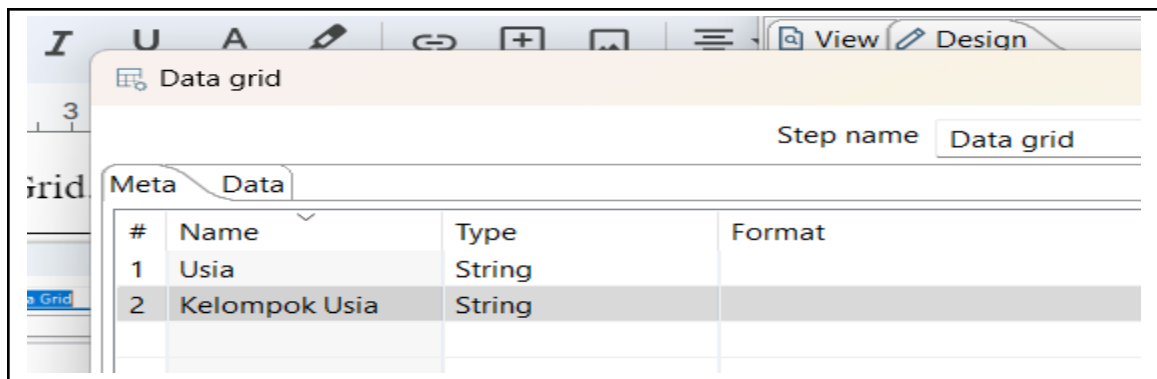 I U A
View Design
Data grid
3
Step name Data grid
Grid.
Meta Data
# Name Type Format
1 Usia String
a Grid
2 Kelompok Usia String